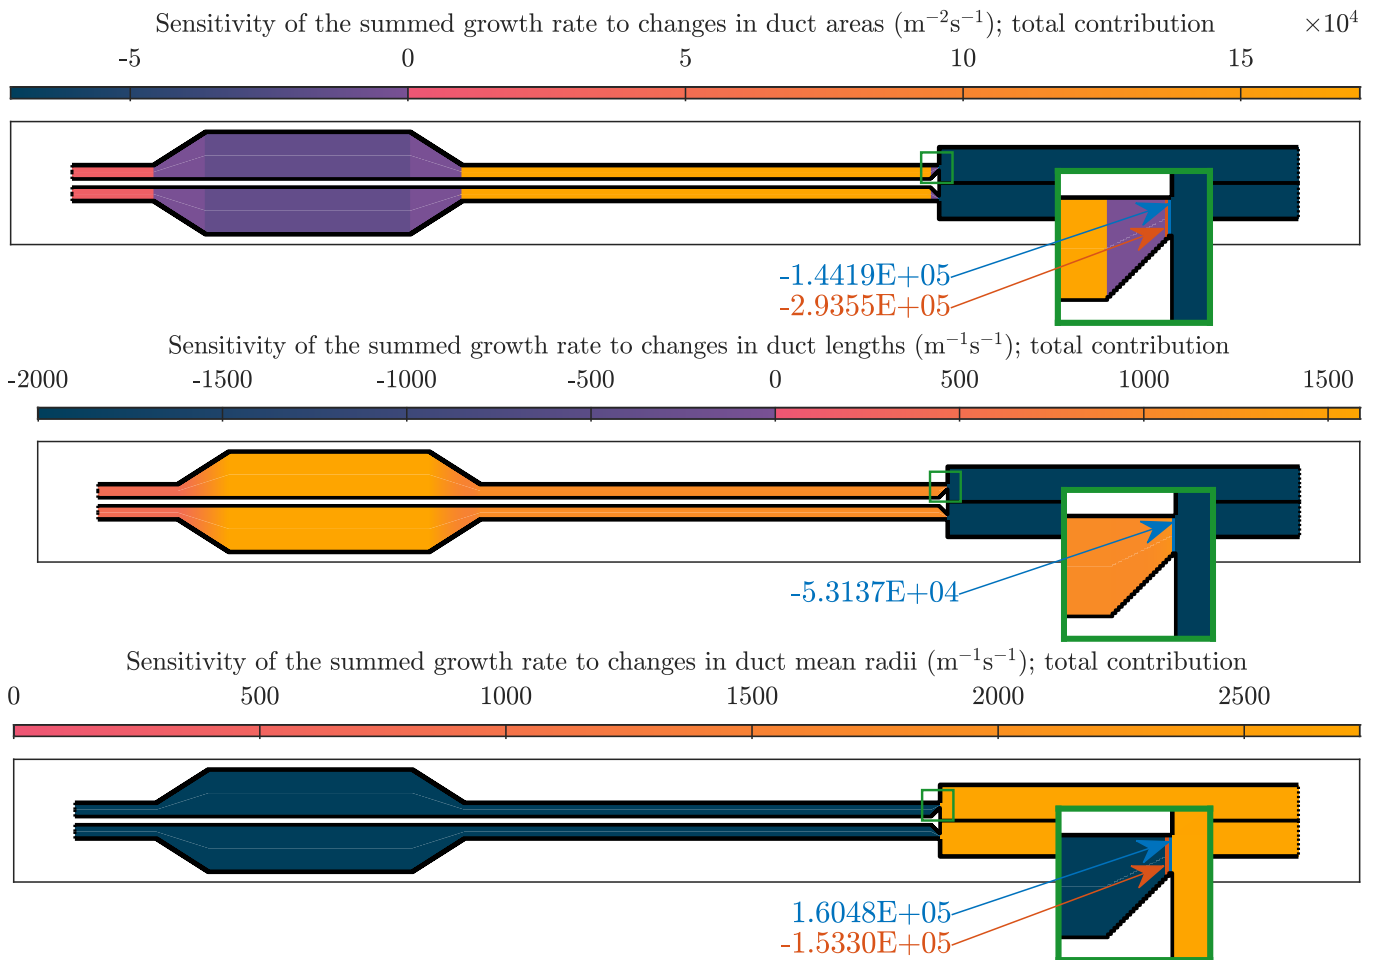 Sensitivity of the summed growth rate to changes in duct areas (m⁻²s⁻¹); total contribution ×10⁴
-5 0 5 10 15
-1.4419E+05
-2.9355E+05
Sensitivity of the summed growth rate to changes in duct lengths (m⁻¹s⁻¹); total contribution
-2000 -1500 -1000 -500 0 500 1000 1500
-5.3137E+04
Sensitivity of the summed growth rate to changes in duct mean radii (m⁻¹s⁻¹); total contribution
0 500 1000 1500 2000 2500
1.6048E+05
-1.5330E+05